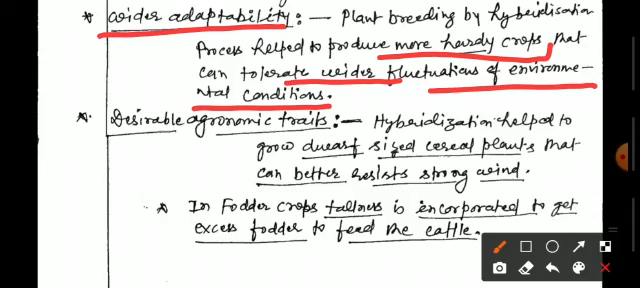 * wider adaptability :— Plant breeding by hybridisation
Process helped to produce more hardy crops that
can tolerate wider fluctuations of environme-
ntal conditions.
* Desirable agronomic traits :— Hybridization helped to
grow dwarf sized cereal plants that
can better resists strong wind.
* In Fodder crops tallness is incorporated to get
excess fodder to feed the cattle.